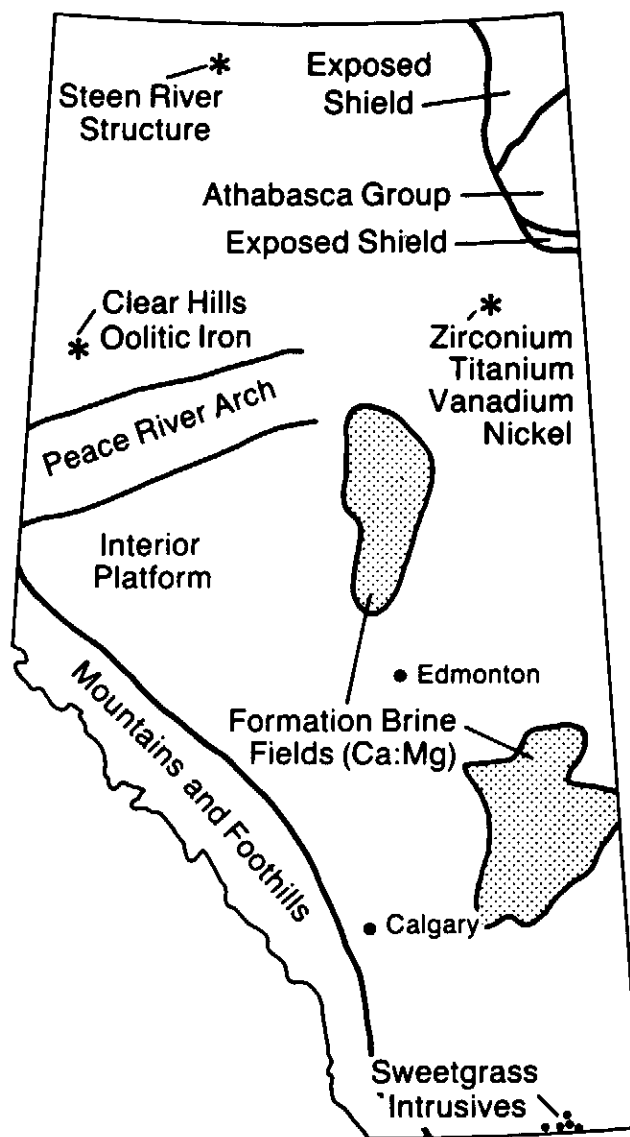 Steen River
Structure
Exposed
Shield
Athabasca Group
Exposed Shield
Clear Hills
Oolitic Iron
Zirconium
Titanium
Vanadium
Nickel
Peace River Arch
Interior
Platform
Edmonton
Mountains and Foothills
Formation Brine
Fields (Ca:Mg)
Calgary
Sweetgrass
Intrusives